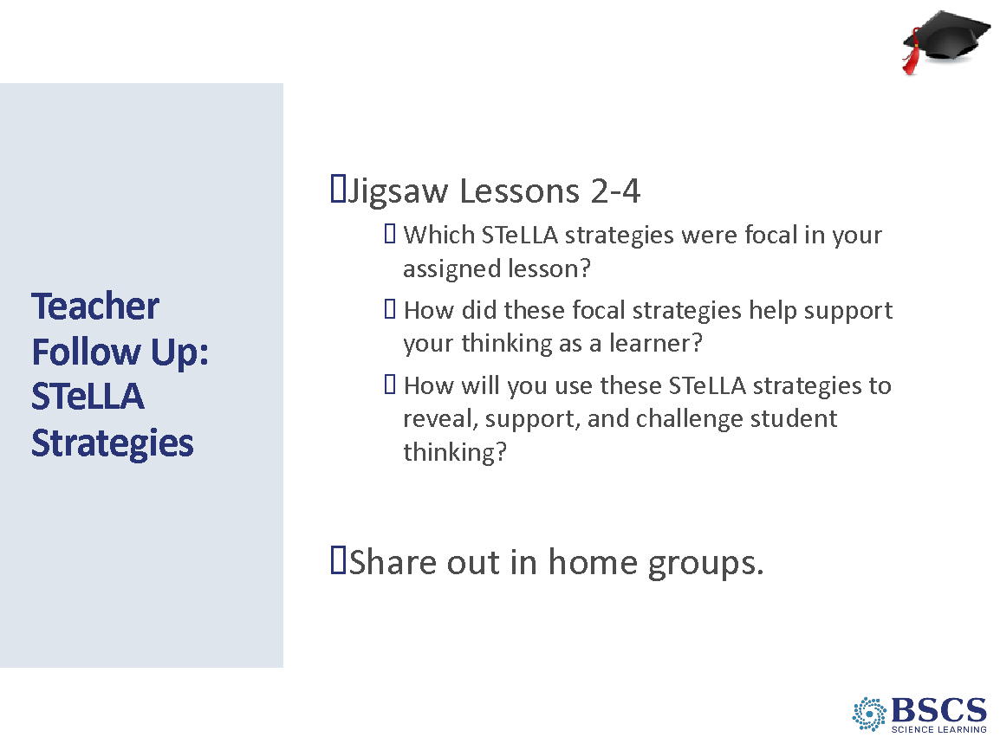 Teacher
Follow Up:
STeLLA
Strategies
Jigsaw Lessons 2-4
Which STeLLA strategies were focal in your
assigned lesson?
How did these focal strategies help support
your thinking as a learner?
How will you use these STeLLA strategies to
reveal, support, and challenge student
thinking?
Share out in home groups.
BSCS
SCIENCE LEARNING